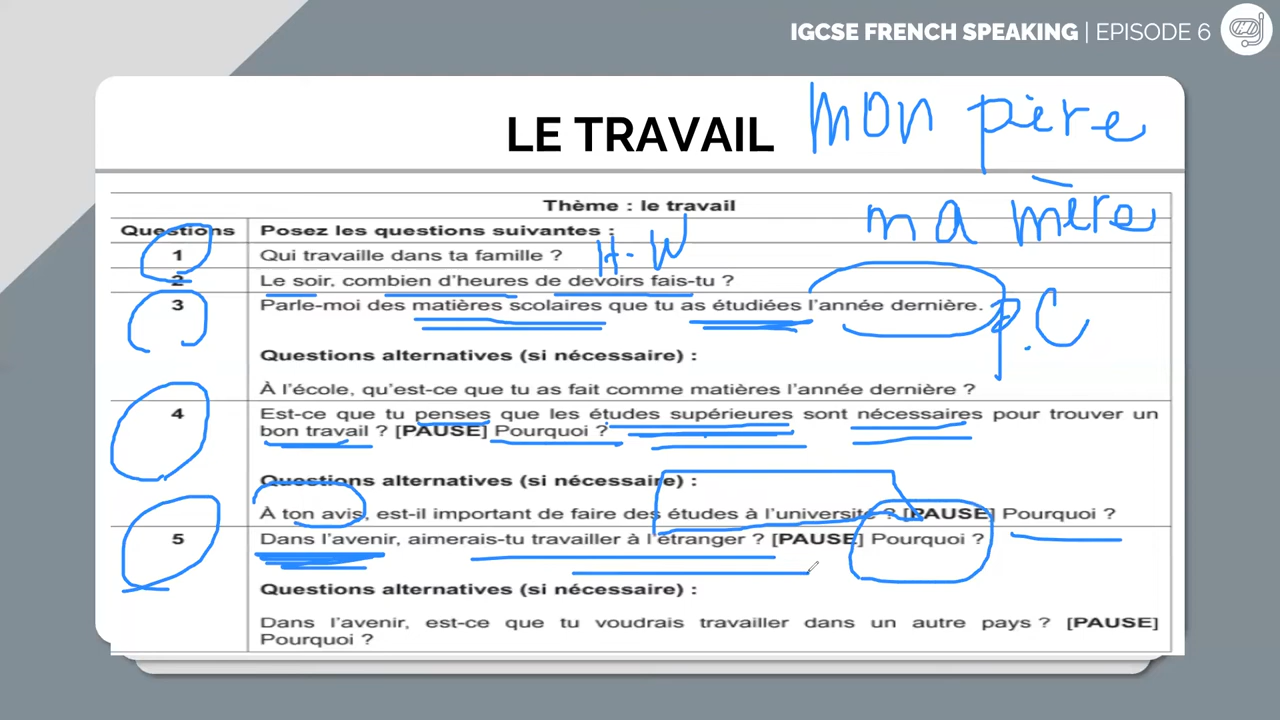 IGCSE FRENCH SPEAKING | EPISODE 6
LE TRAVAIL
mon père
ma mère
Thème : le travail
Questions Posez les questions suivantes :
1 Qui travaille dans ta famille ?
H-W
2 Le soir, combien d'heures de devoirs fais-tu ?
3 Parle-moi des matières scolaires que tu as étudiées l'année dernière.
P.C
Questions alternatives (si nécessaire) :
À l'école, qu'est-ce que tu as fait comme matières l'année dernière ?
4 Est-ce que tu penses que les études supérieures sont nécessaires pour trouver un
bon travail ? [PAUSE] Pourquoi ?
Questions alternatives (si nécessaire) :
À ton avis, est-il important de faire des études à l'université ? [PAUSE] Pourquoi ?
5 Dans l'avenir, aimerais-tu travailler à l'étranger ? [PAUSE] Pourquoi ?
Questions alternatives (si nécessaire) :
Dans l'avenir, est-ce que tu voudrais travailler dans un autre pays ? [PAUSE]
Pourquoi ?